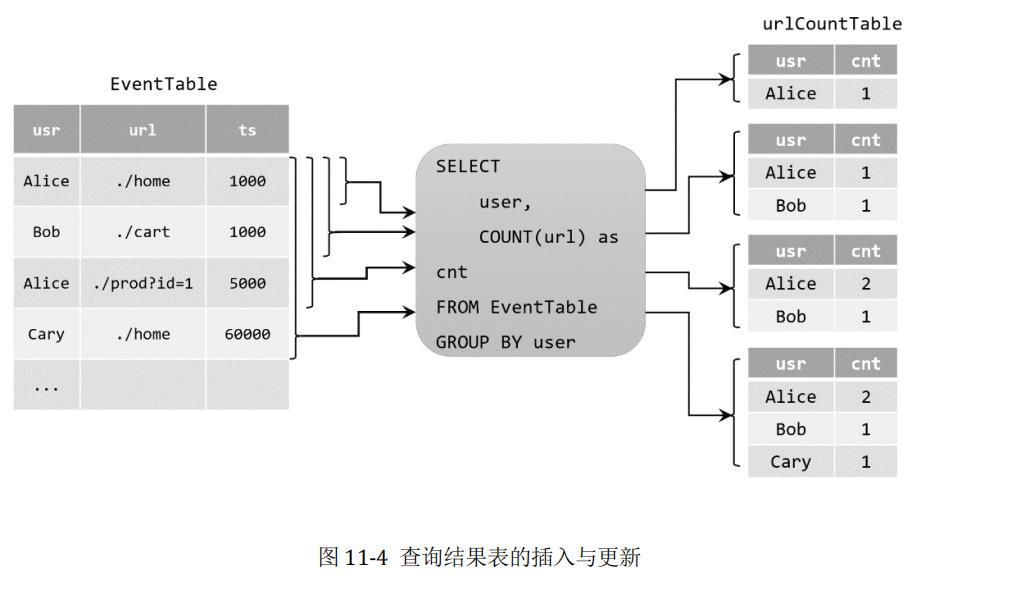 EventTable
usr url ts
Alice ./home 1000
Bob ./cart 1000
Alice ./prod?id=1 5000
Cary ./home 60000
...
SELECT
user,
COUNT(url) as
cnt
FROM EventTable
GROUP BY user
urlCountTable
usr cnt
Alice 1
usr cnt
Alice 1
Bob 1
usr cnt
Alice 2
Bob 1
usr cnt
Alice 2
Bob 1
Cary 1
图 11-4 查询结果表的插入与更新